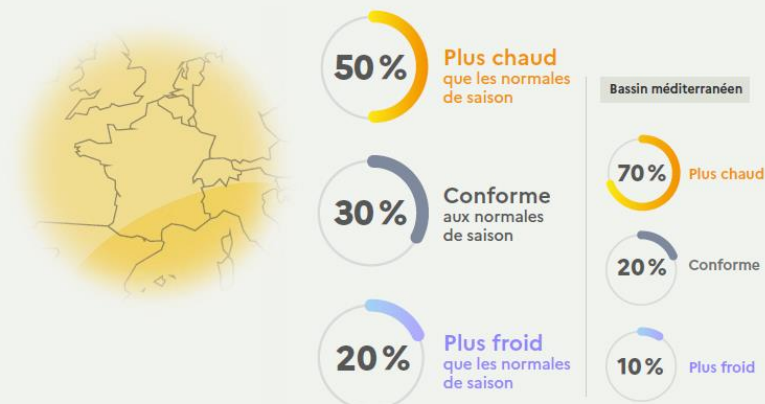 50 %
Plus chaud
que les normales
de saison
30 %
Conforme
aux normales
de saison
20 %
Plus froid
que les normales
de saison
Bassin méditerranéen
70 %
Plus chaud
20 %
Conforme
10 %
Plus froid